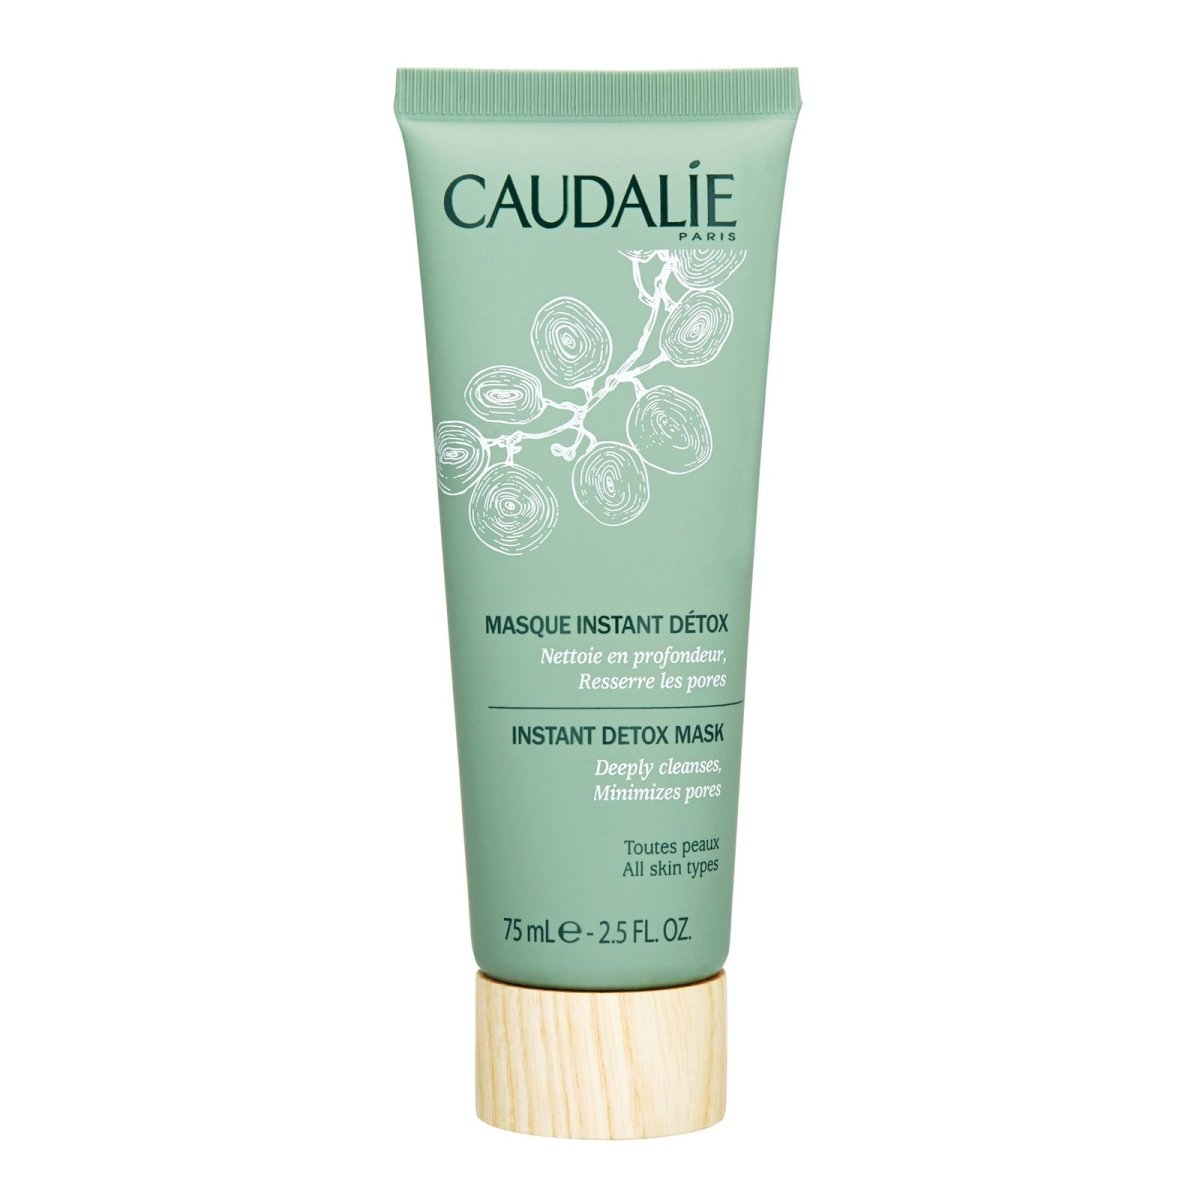 CAUDALÍE
PARIS
MASQUE INSTANT DÉTOX
Nettoie en profondeur,
Resserre les pores
INSTANT DETOX MASK
Deeply cleanses,
Minimizes pores
Toutes peaux
All skin types
75 mL ℮ - 2.5 FL. OZ.